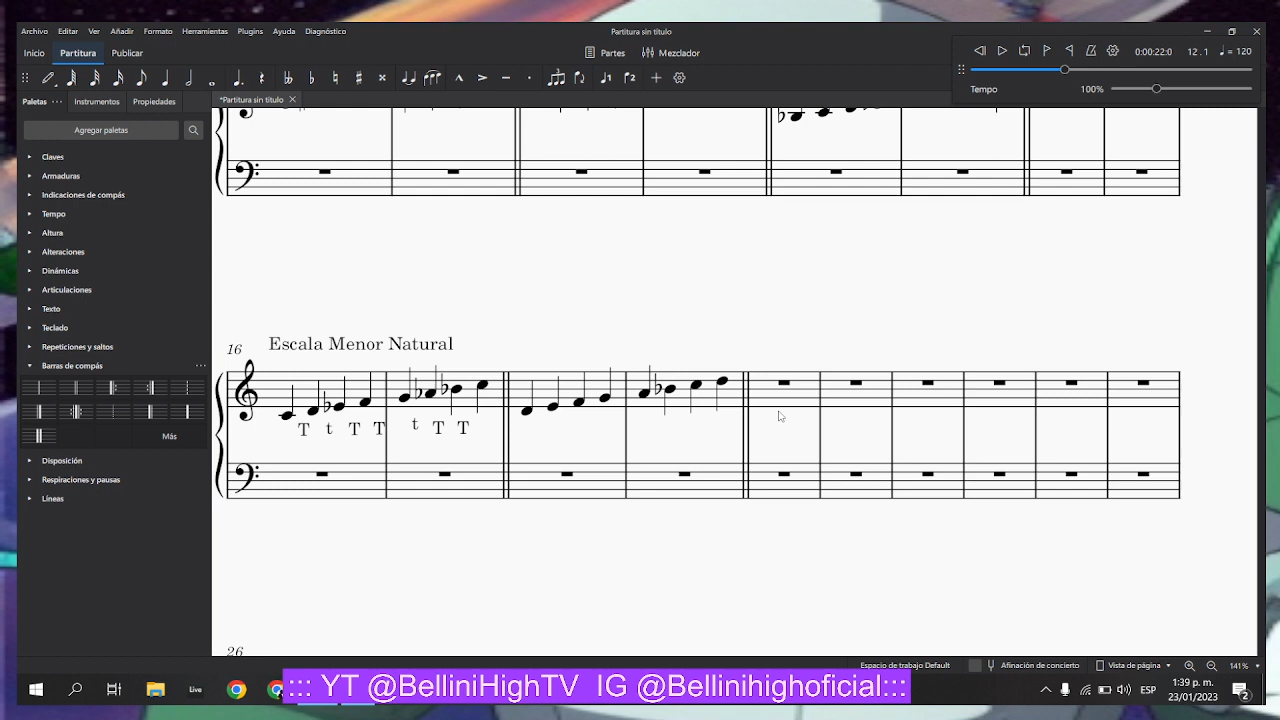 Archivo Editar Ver Añadir Formato Herramientas Plugins Ayuda Diagnóstico
Partitura sin título
Inicio Partitura Publicar
Partes Mezclador
0:00:22:0 12.1 = 120
Tempo 100%
Paletas Instrumentos Propiedades
*Partitura sin título
Agregar paletas
Claves
Armaduras
Indicaciones de compás
Tempo
Altura
Alteraciones
Dinámicas
Articulaciones
Texto
Teclado
Repeticiones y saltos
Barras de compás
Más
Disposición
Respiraciones y pausas
Líneas
16 Escala Menor Natural
T t T T t T T
26
Espacio de trabajo Default Afinación de concierto Vista de página 141%
Live
::: YT @BelliniHighTV IG @Bellinihighoficial:::
ESP
1:39 p. m.
23/01/2023
2